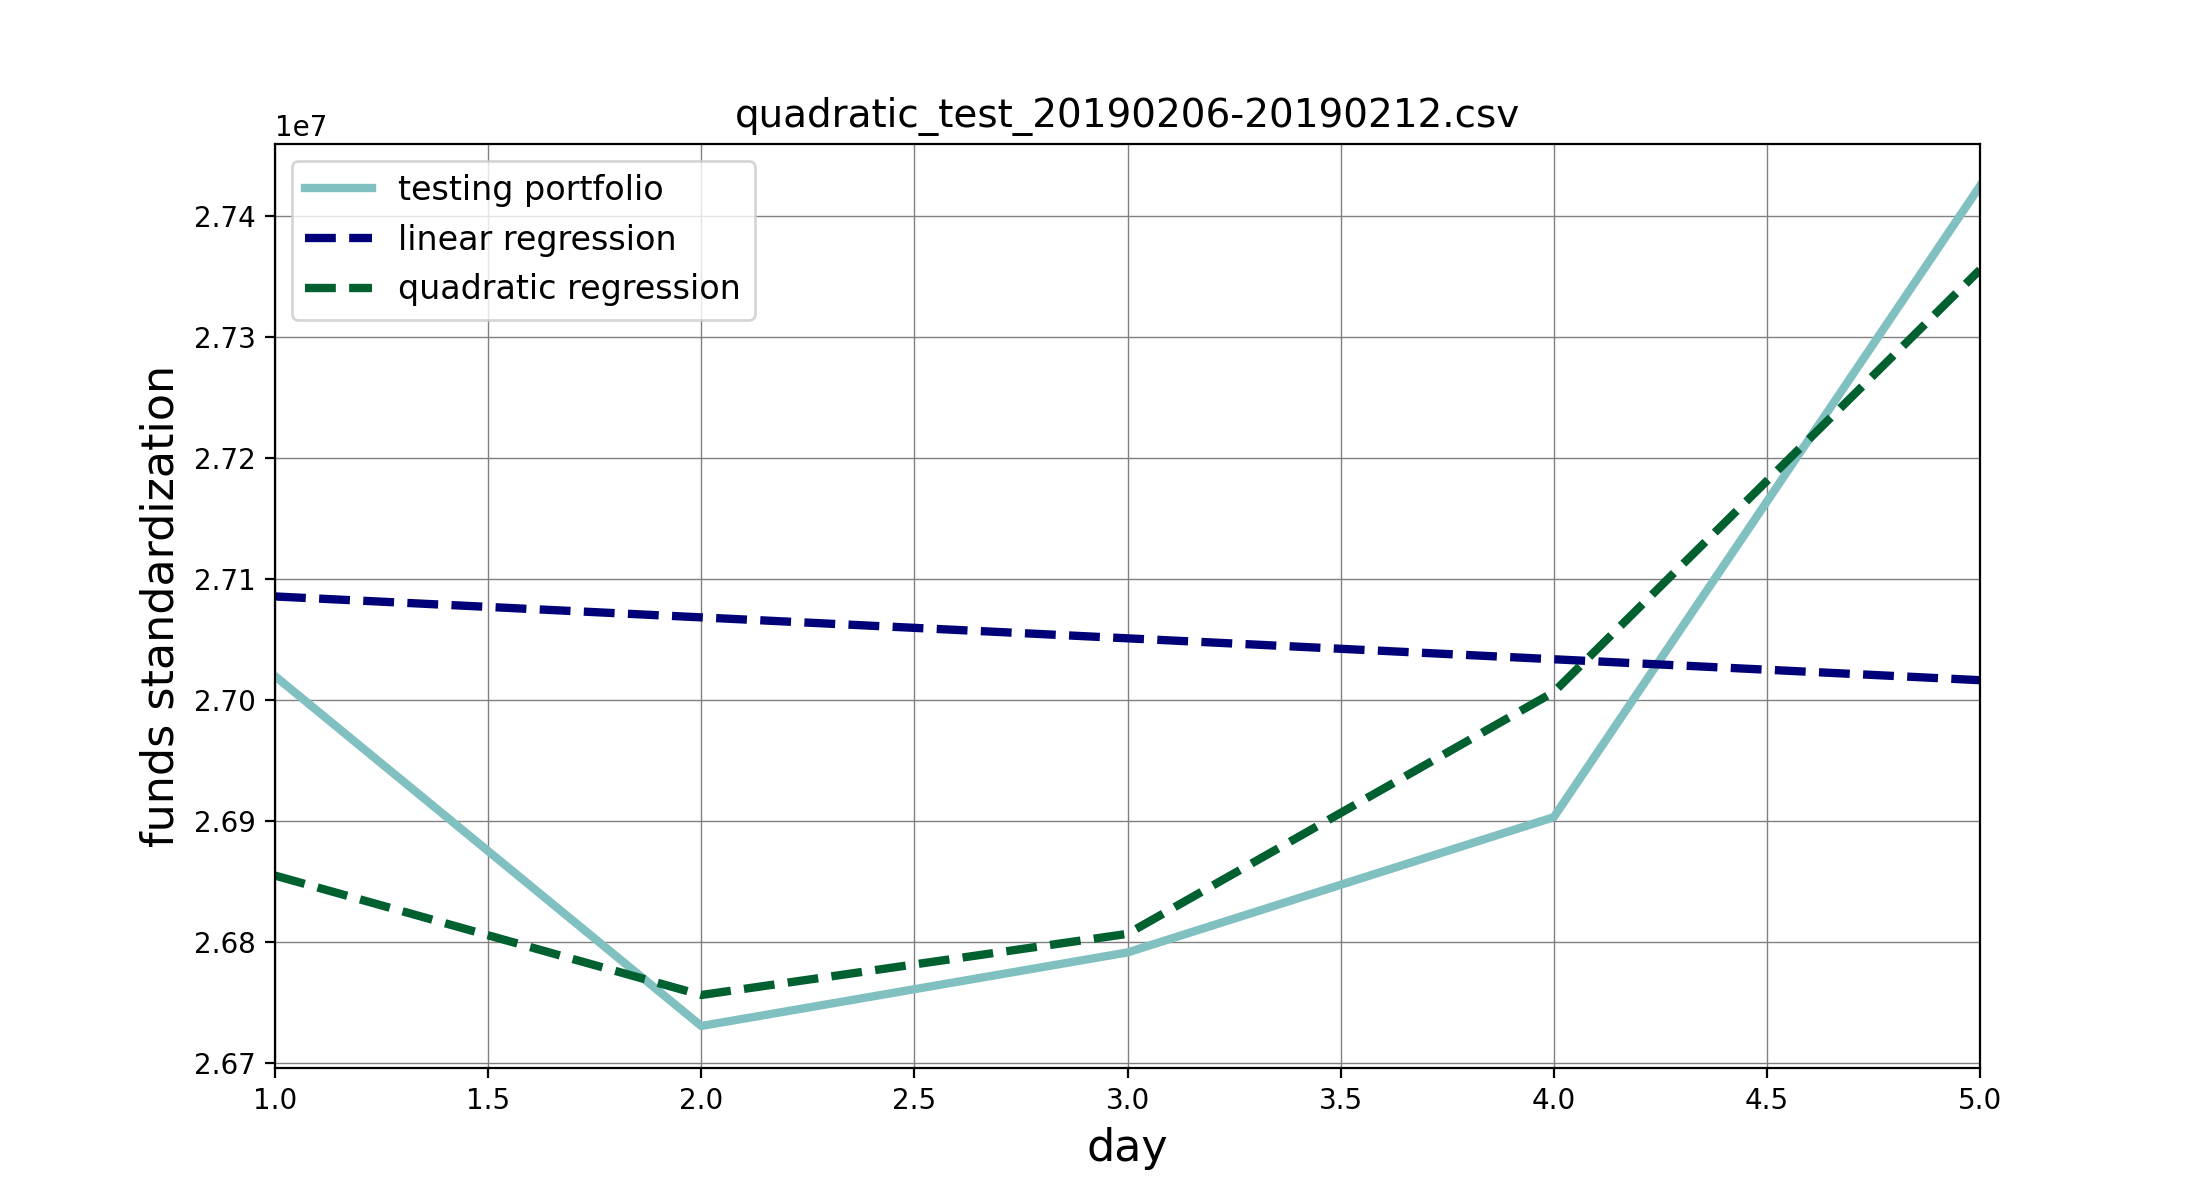 quadratic_test_20190206-20190212.csv
1e7
testing portfolio
linear regression
quadratic regression
2.74
2.73
2.72
2.71
2.70
2.69
2.68
2.67
funds standardization
1.0 1.5 2.0 2.5 3.0 3.5 4.0 4.5 5.0
day